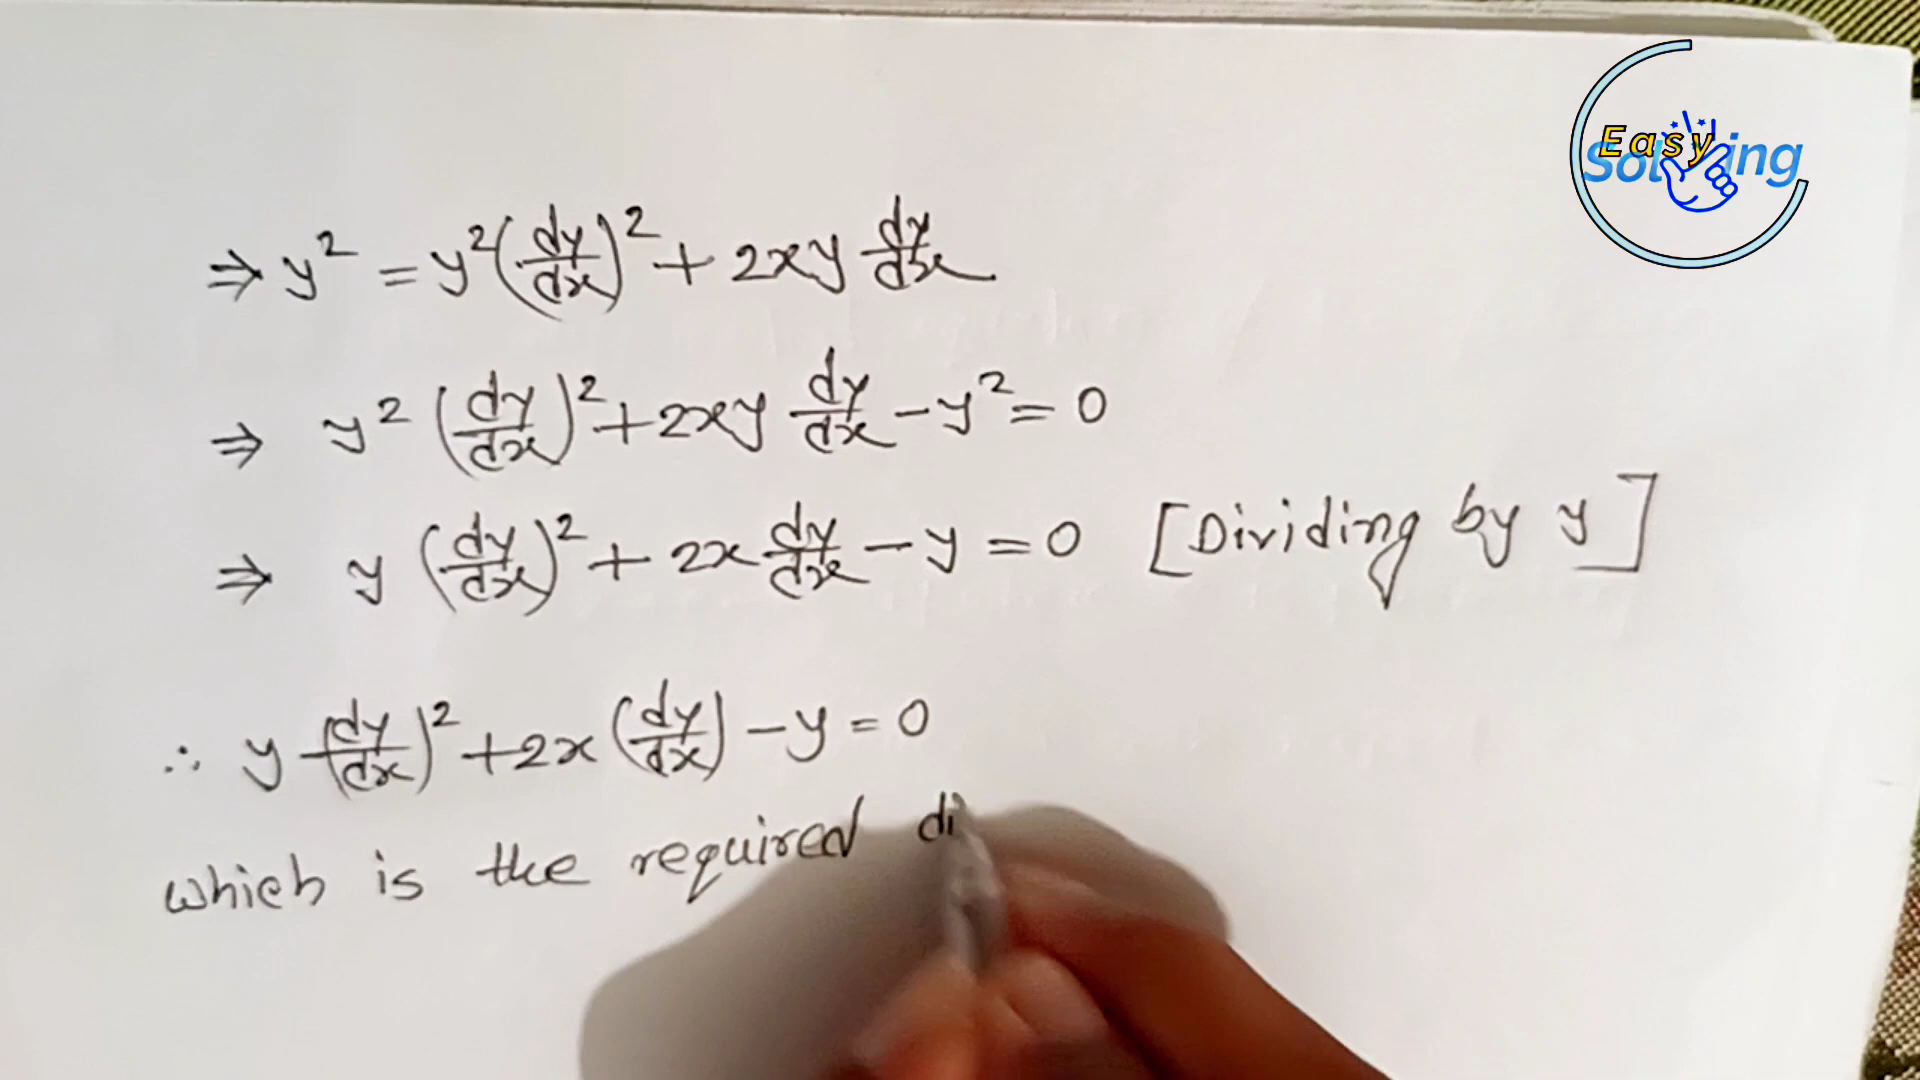 Easy
Solving
⇒ y² = y²(dy/dx)² + 2xy dy/dx
⇒ y² (dy/dx)² + 2xy dy/dx - y² = 0
⇒ y (dy/dx)² + 2x dy/dx - y = 0 [Dividing by y]
∴ y (dy/dx)² + 2x (dy/dx) - y = 0
which is the required di